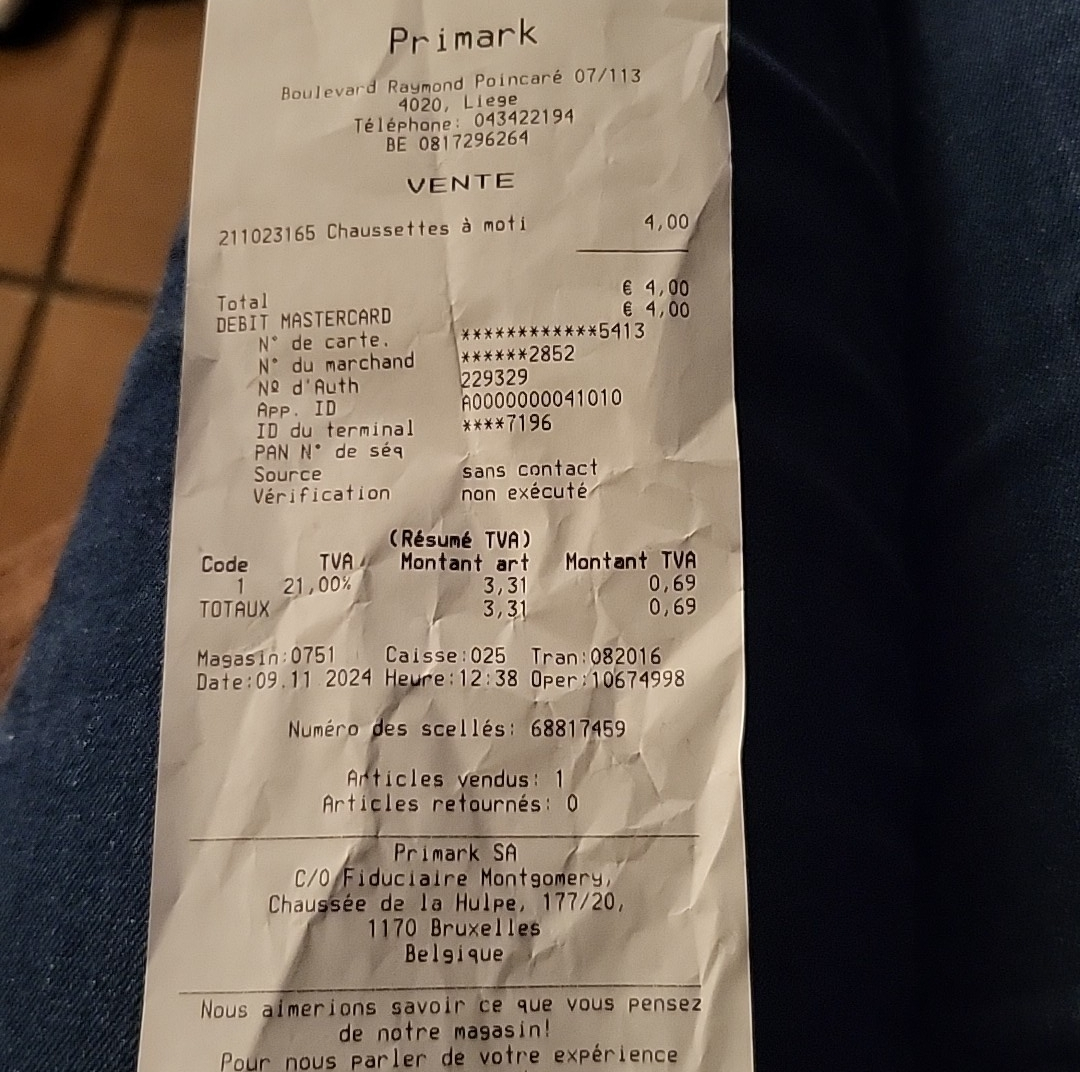 Primark
Boulevard Raymond Poincaré 07/113
4020, Liege
Téléphone: 043422194
BE 0817296264
VENTE
211023165 Chaussettes à moti 4,00
Total € 4,00
DEBIT MASTERCARD € 4,00
N° de carte. ************5413
N° du marchand ******2852
Nº d'Auth 229329
App. ID A0000000041010
ID du terminal ****7196
PAN N° de séq
Source sans contact
Vérification non exécuté
(Résumé TVA)
Code TVA Montant art Montant TVA
1 21,00% 3,31 0,69
TOTAUX 3,31 0,69
Magasin:0751 Caisse:025 Tran:082016
Date:09.11 2024 Heure:12:38 Oper:10674998
Numéro des scellés: 68817459
Articles vendus: 1
Articles retournés: 0
Primark SA
C/O Fiduciaire Montgomery,
Chaussée de la Hulpe, 177/20,
1170 Bruxelles
Belgique
Nous aimerions savoir ce que vous pensez
de notre magasin!
Pour nous parler de votre expérience